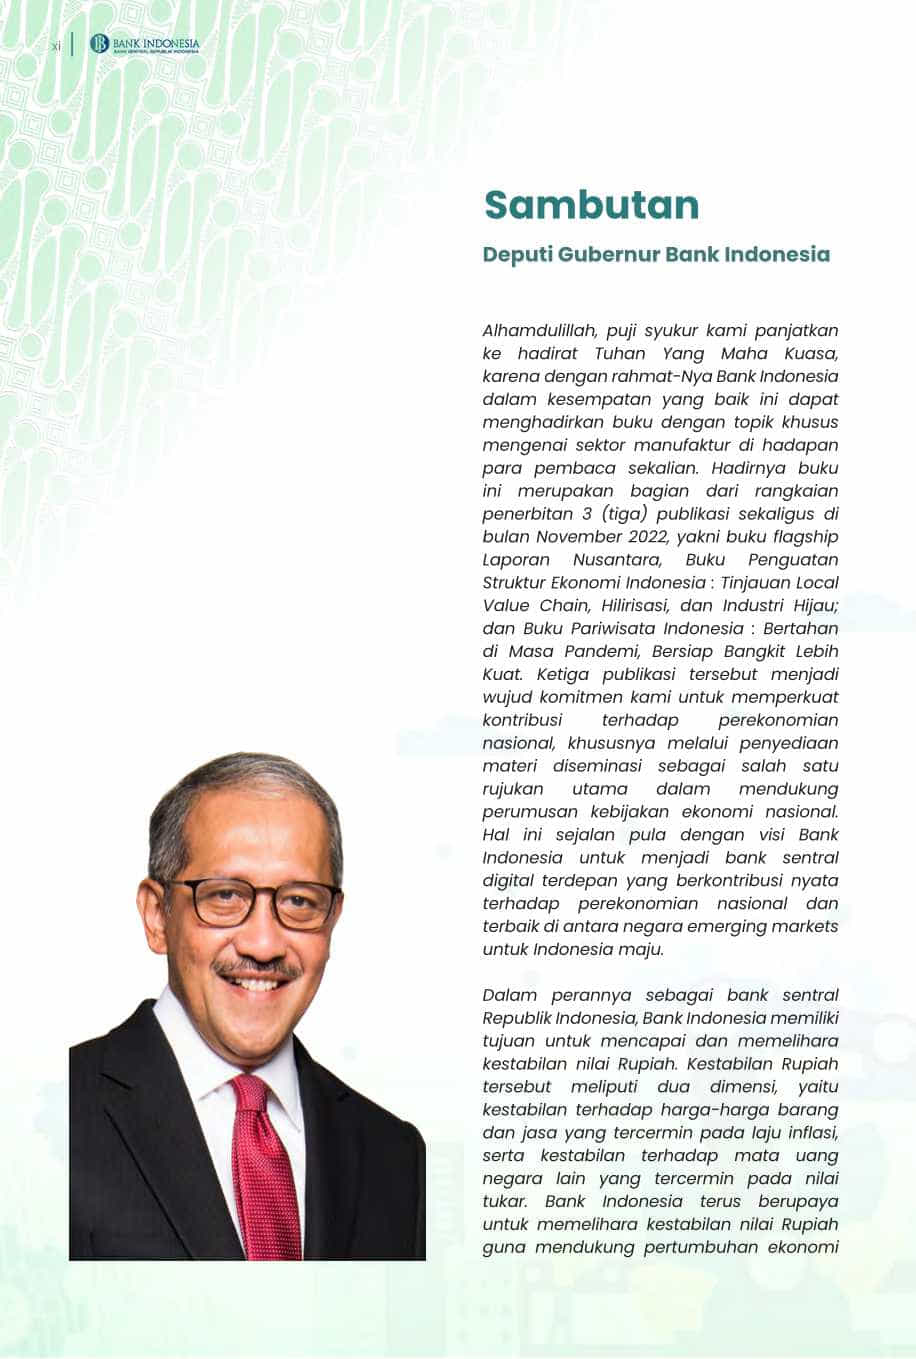 xi
BANK INDONESIA
BANK SENTRAL REPUBLIK INDONESIA
Sambutan
Deputi Gubernur Bank Indonesia
Alhamdulillah, puji syukur kami panjatkan
ke hadirat Tuhan Yang Maha Kuasa,
karena dengan rahmat-Nya Bank Indonesia
dalam kesempatan yang baik ini dapat
menghadirkan buku dengan topik khusus
mengenai sektor manufaktur di hadapan
para pembaca sekalian. Hadirnya buku
ini merupakan bagian dari rangkaian
penerbitan 3 (tiga) publikasi sekaligus di
bulan November 2022, yakni buku flagship
Laporan Nusantara, Buku Penguatan
Struktur Ekonomi Indonesia : Tinjauan Local
Value Chain, Hilirisasi, dan Industri Hijau;
dan Buku Pariwisata Indonesia : Bertahan
di Masa Pandemi, Bersiap Bangkit Lebih
Kuat. Ketiga publikasi tersebut menjadi
wujud komitmen kami untuk memperkuat
kontribusi terhadap perekonomian
nasional, khususnya melalui penyediaan
materi diseminasi sebagai salah satu
rujukan utama dalam mendukung
perumusan kebijakan ekonomi nasional.
Hal ini sejalan pula dengan visi Bank
Indonesia untuk menjadi bank sentral
digital terdepan yang berkontribusi nyata
terhadap perekonomian nasional dan
terbaik di antara negara emerging markets
untuk Indonesia maju.
Dalam perannya sebagai bank sentral
Republik Indonesia, Bank Indonesia memiliki
tujuan untuk mencapai dan memelihara
kestabilan nilai Rupiah. Kestabilan Rupiah
tersebut meliputi dua dimensi, yaitu
kestabilan terhadap harga-harga barang
dan jasa yang tercermin pada laju inflasi,
serta kestabilan terhadap mata uang
negara lain yang tercermin pada nilai
tukar. Bank Indonesia terus berupaya
untuk memelihara kestabilan nilai Rupiah
guna mendukung pertumbuhan ekonomi